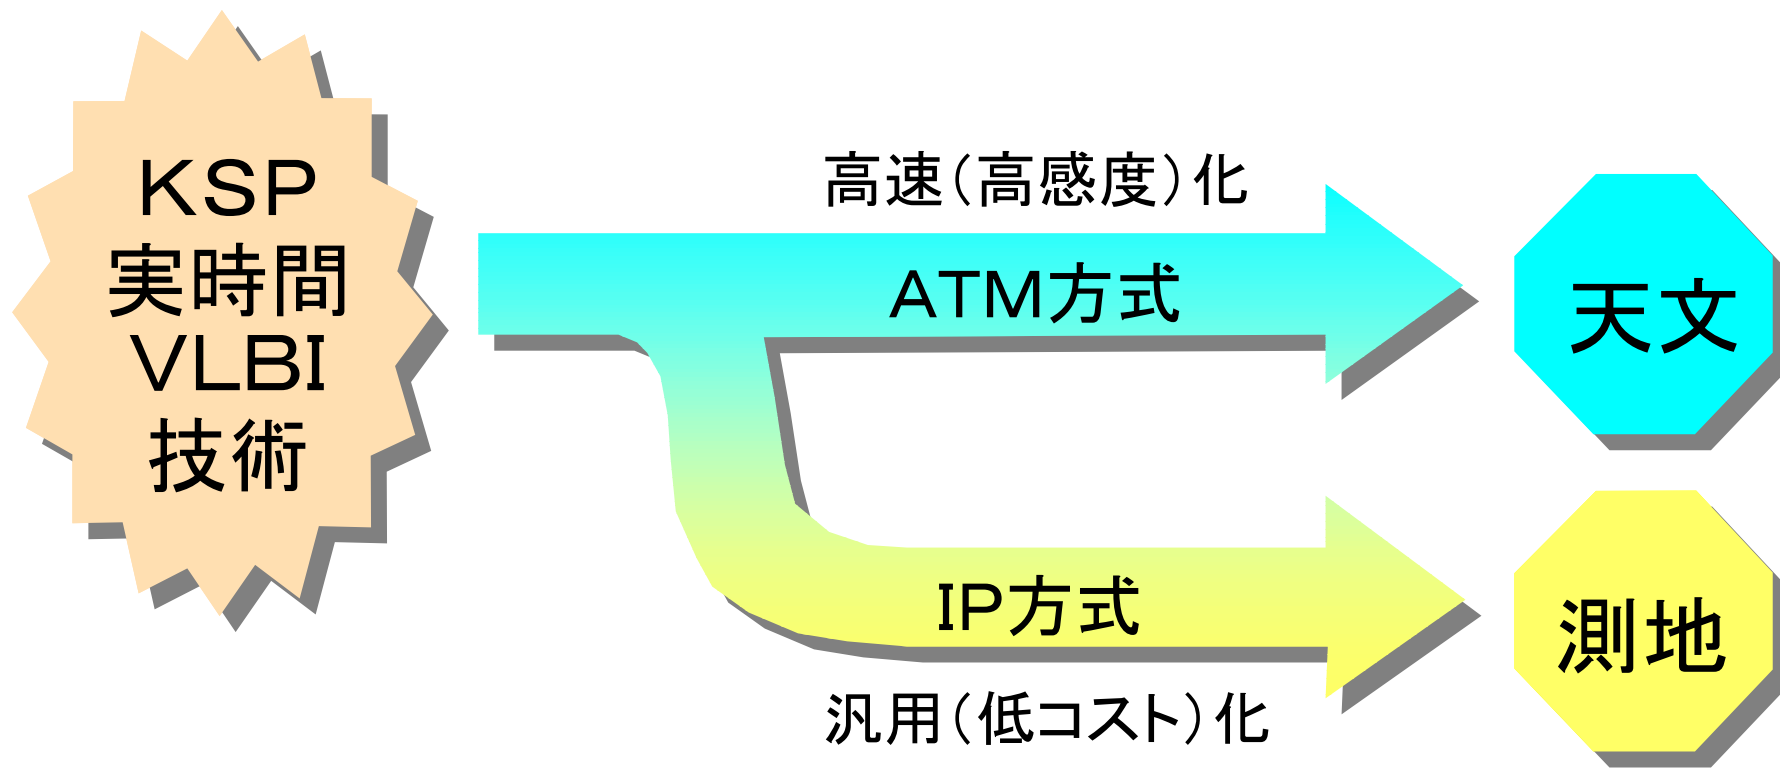 KSP
実時間
VLBI
技術
高速(高感度)化
ATM方式
天文
IP方式
測地
汎用(低コスト)化